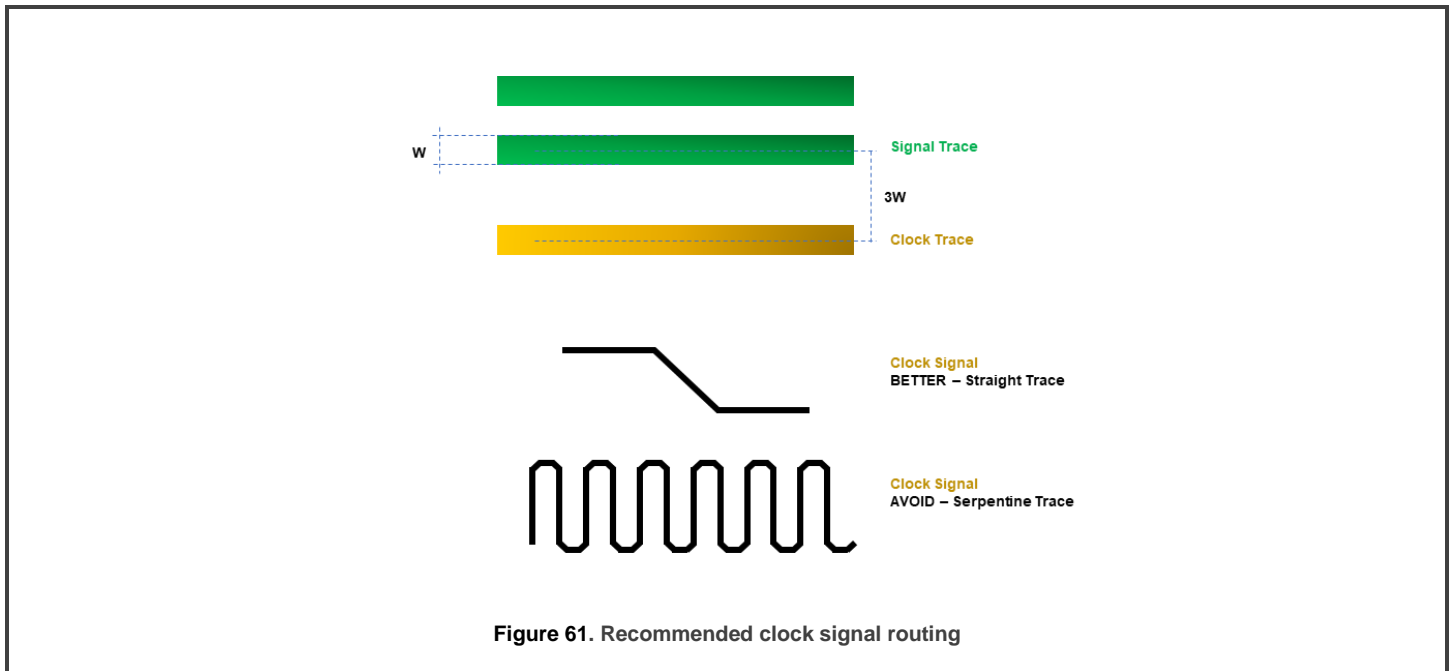 Signal Trace
W
3W
Clock Trace
Clock Signal
BETTER – Straight Trace
Clock Signal
AVOID – Serpentine Trace
Figure 61. Recommended clock signal routing